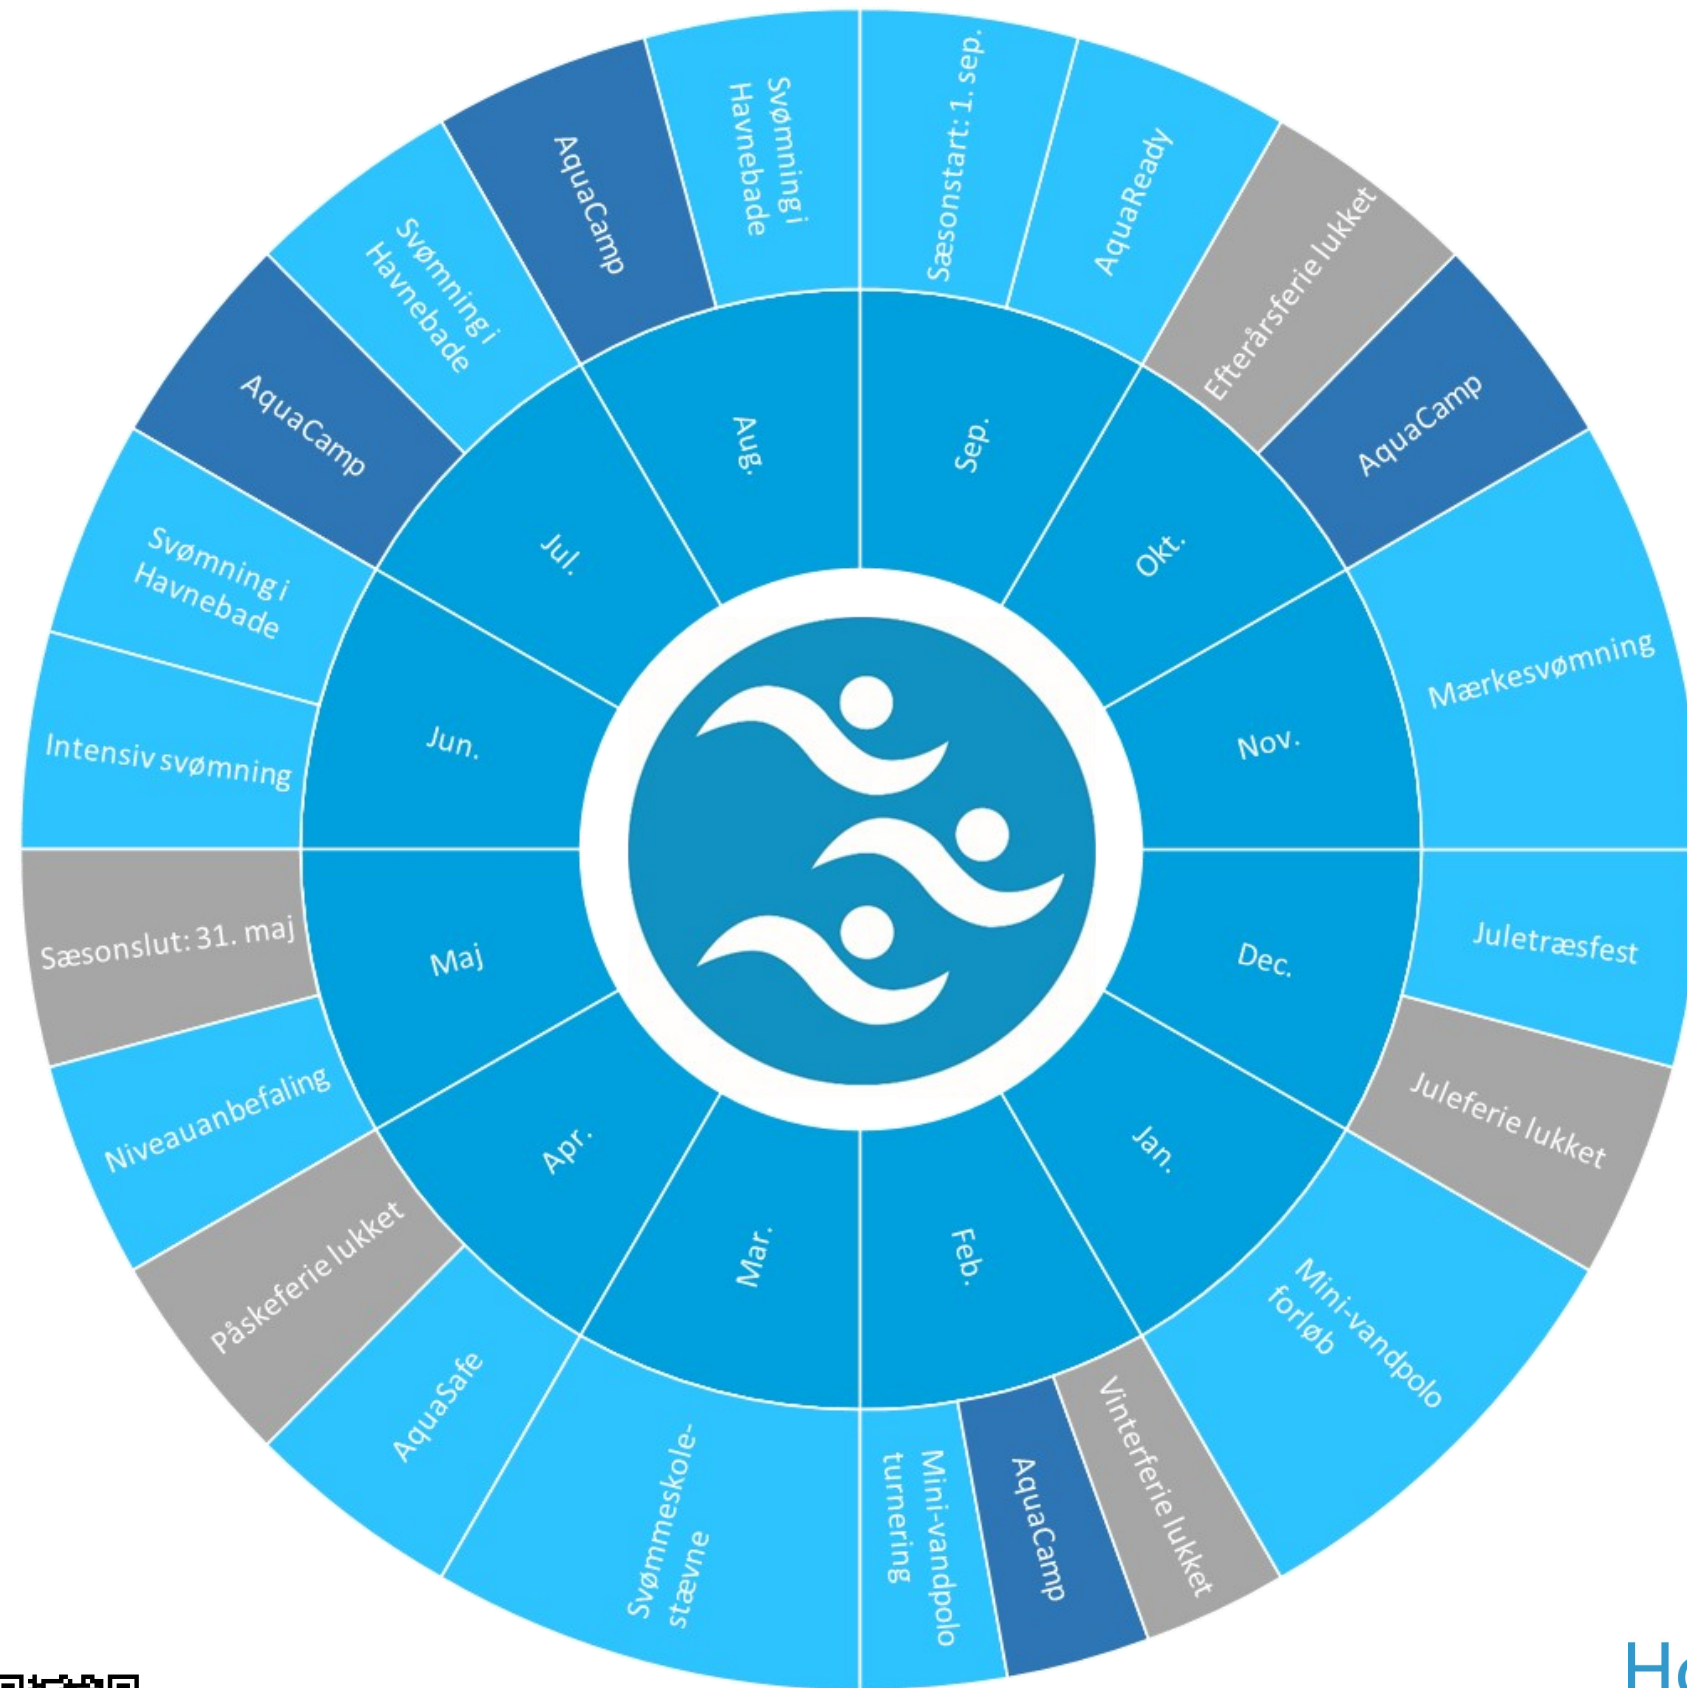 Sæsonstart: 1. sep.
AquaReady
Efterårsferie lukket
AquaCamp
Mærkesvømning
Juletræsfest
Juleferie lukket
Mini-vandpolo
forløb
Vinterferie lukket
AquaCamp
Mini-vandpolo
turnering
Svømmeskole-
stævne
AquaSafe
Påskeferie lukket
Niveauanbefaling
Sæsonslut: 31. maj
Intensiv svømning
Svømning i
Havnebade
AquaCamp
Svømning i
Havnebade
AquaCamp
Svømning i
Havnebade
Sep.
Okt.
Nov.
Dec.
Jan.
Feb.
Mar.
Apr.
Maj
Jun.
Jul.
Aug.